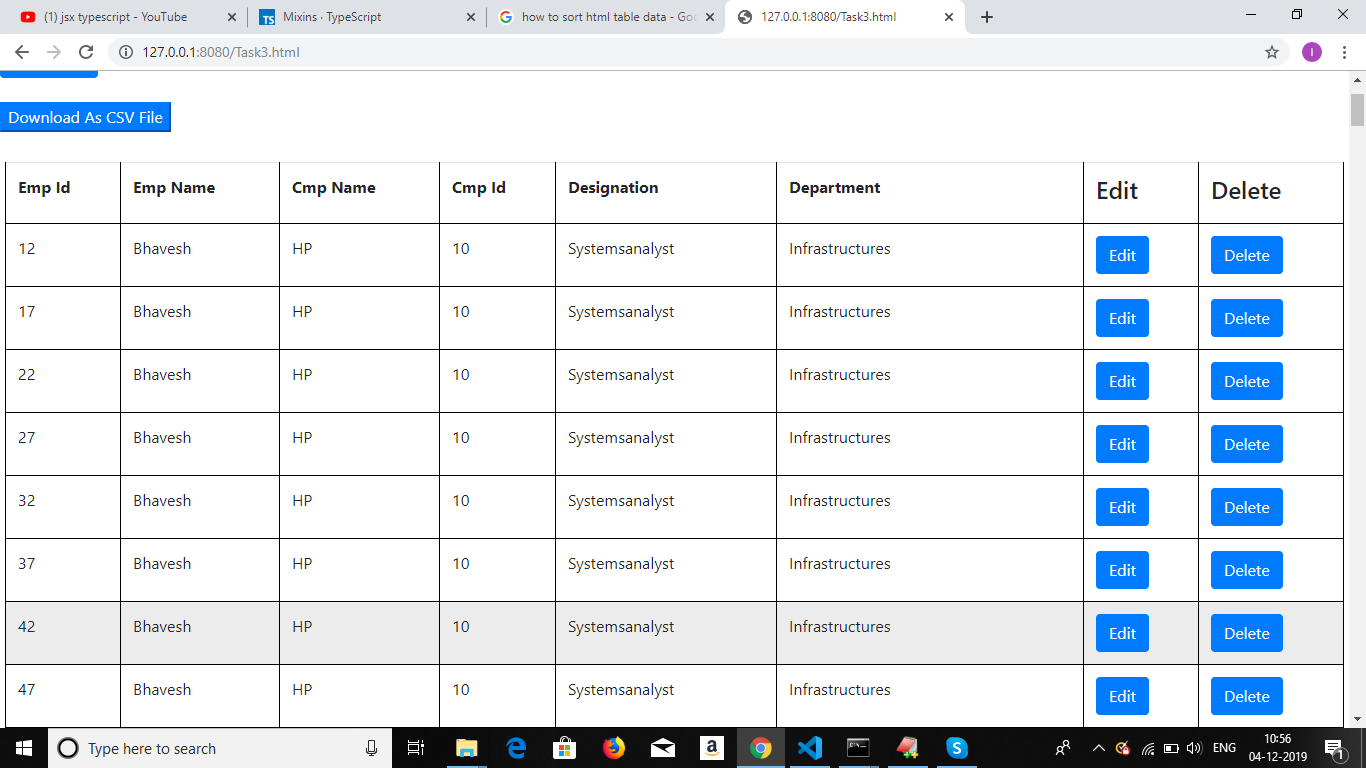 (1) jsx typescript - YouTube
TS Mixins · TypeScript
how to sort html table data - Goo
127.0.0.1:8080/Task3.html
127.0.0.1:8080/Task3.html
I
Download As CSV File
Emp Id Emp Name Cmp Name Cmp Id Designation Department Edit Delete
12 Bhavesh HP 10 Systemsanalyst Infrastructures Edit Delete
17 Bhavesh HP 10 Systemsanalyst Infrastructures Edit Delete
22 Bhavesh HP 10 Systemsanalyst Infrastructures Edit Delete
27 Bhavesh HP 10 Systemsanalyst Infrastructures Edit Delete
32 Bhavesh HP 10 Systemsanalyst Infrastructures Edit Delete
37 Bhavesh HP 10 Systemsanalyst Infrastructures Edit Delete
42 Bhavesh HP 10 Systemsanalyst Infrastructures Edit Delete
47 Bhavesh HP 10 Systemsanalyst Infrastructures Edit Delete
Type here to search
ENG
10:56
04-12-2019
1